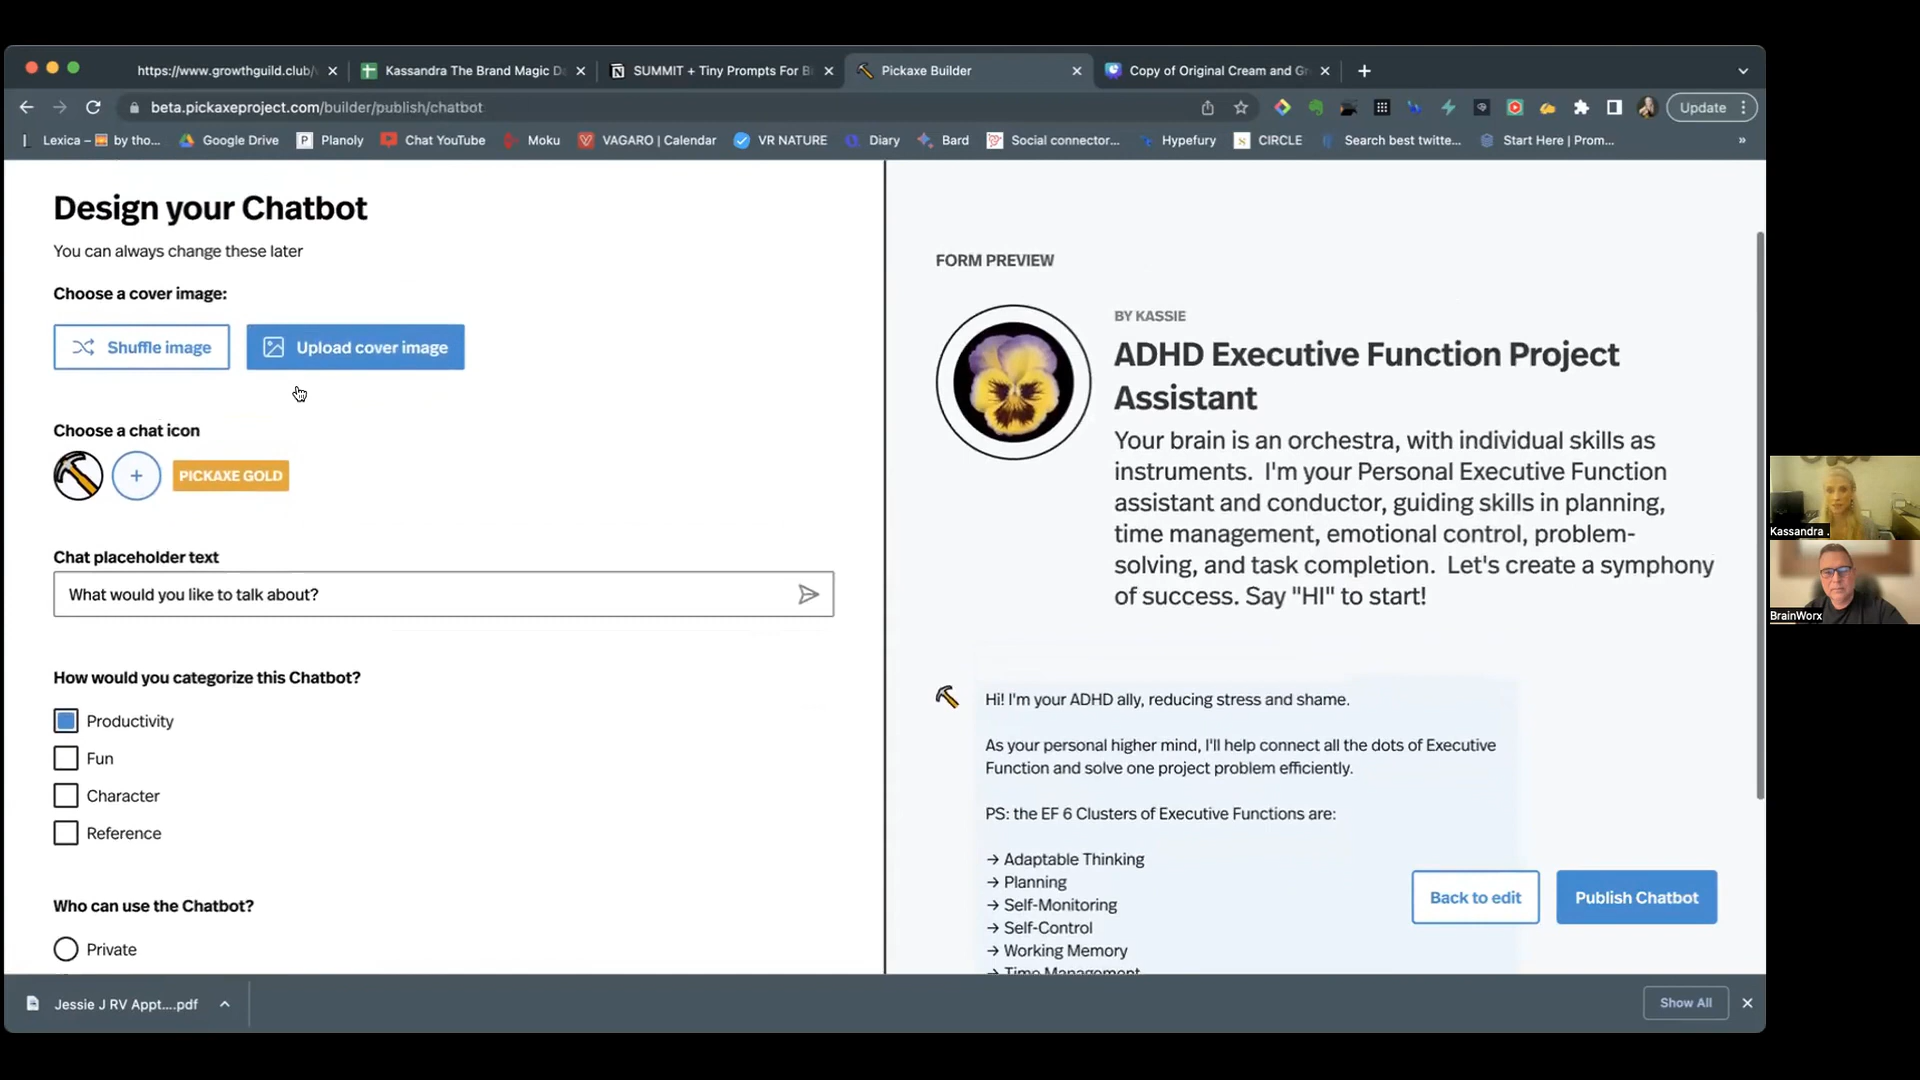 https://www.growthguild.club/
Kassandra The Brand Magic Da
SUMMIT + Tiny Prompts For B
Pickaxe Builder
Copy of Original Cream and Gr
beta.pickaxeproject.com/builder/publish/chatbot
Update
Lexica – by tho...
Google Drive
Planoly
Chat YouTube
Moku
VAGARO | Calendar
VR NATURE
Diary
Bard
Social connector...
Hypefury
CIRCLE
Search best twitte...
Start Here | Prom...
»
Design your Chatbot
You can always change these later
Choose a cover image:
Shuffle image
Upload cover image
Choose a chat icon
PICKAXE GOLD
Chat placeholder text
What would you like to talk about?
How would you categorize this Chatbot?
Productivity
Fun
Character
Reference
Who can use the Chatbot?
Private
FORM PREVIEW
BY KASSIE
ADHD Executive Function Project
Assistant
Your brain is an orchestra, with individual skills as
instruments. I'm your Personal Executive Function
assistant and conductor, guiding skills in planning,
time management, emotional control, problem-
solving, and task completion. Let's create a symphony
of success. Say "HI" to start!
Hi! I'm your ADHD ally, reducing stress and shame.
As your personal higher mind, I'll help connect all the dots of Executive
Function and solve one project problem efficiently.
PS: the EF 6 Clusters of Executive Functions are:
→ Adaptable Thinking
→ Planning
→ Self-Monitoring
→ Self-Control
→ Working Memory
→ Time Management
Back to edit
Publish Chatbot
Kassandra .
BrainWorx
Jessie J RV Appt....pdf
Show All